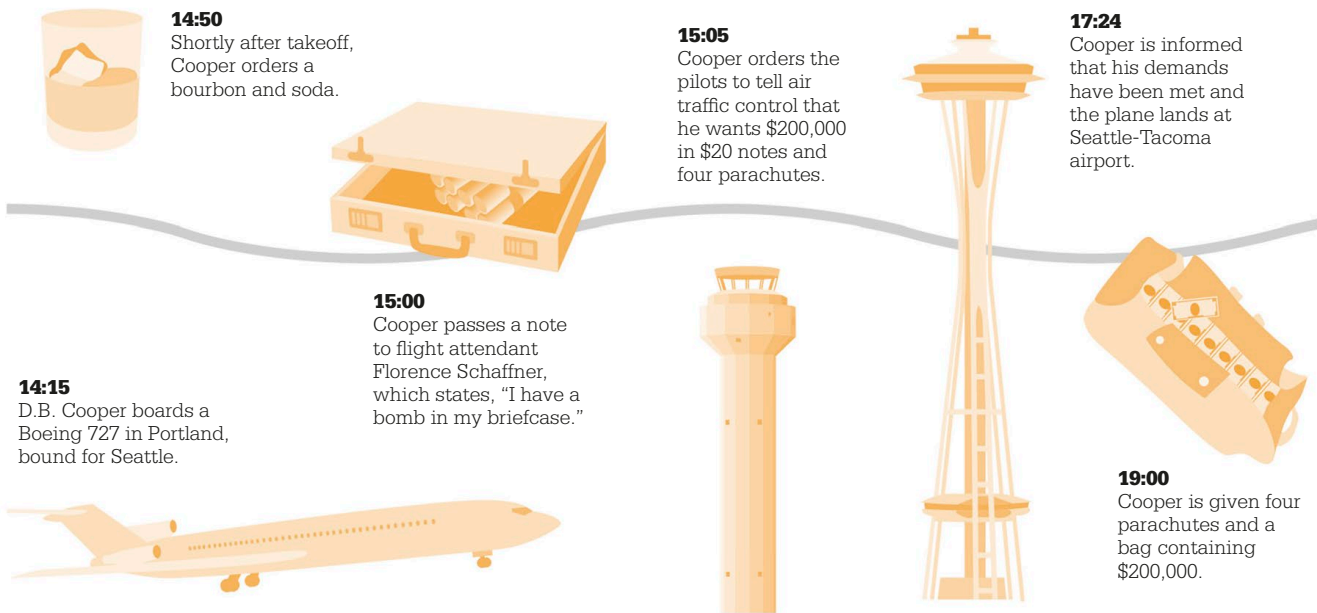 14:15
D.B. Cooper boards a
Boeing 727 in Portland,
bound for Seattle.
14:50
Shortly after takeoff,
Cooper orders a
bourbon and soda.
15:00
Cooper passes a note
to flight attendant
Florence Schaffner,
which states, “I have a
bomb in my briefcase.”
15:05
Cooper orders the
pilots to tell air
traffic control that
he wants $200,000
in $20 notes and
four parachutes.
17:24
Cooper is informed
that his demands
have been met and
the plane lands at
Seattle-Tacoma
airport.
19:00
Cooper is given four
parachutes and a
bag containing
$200,000.